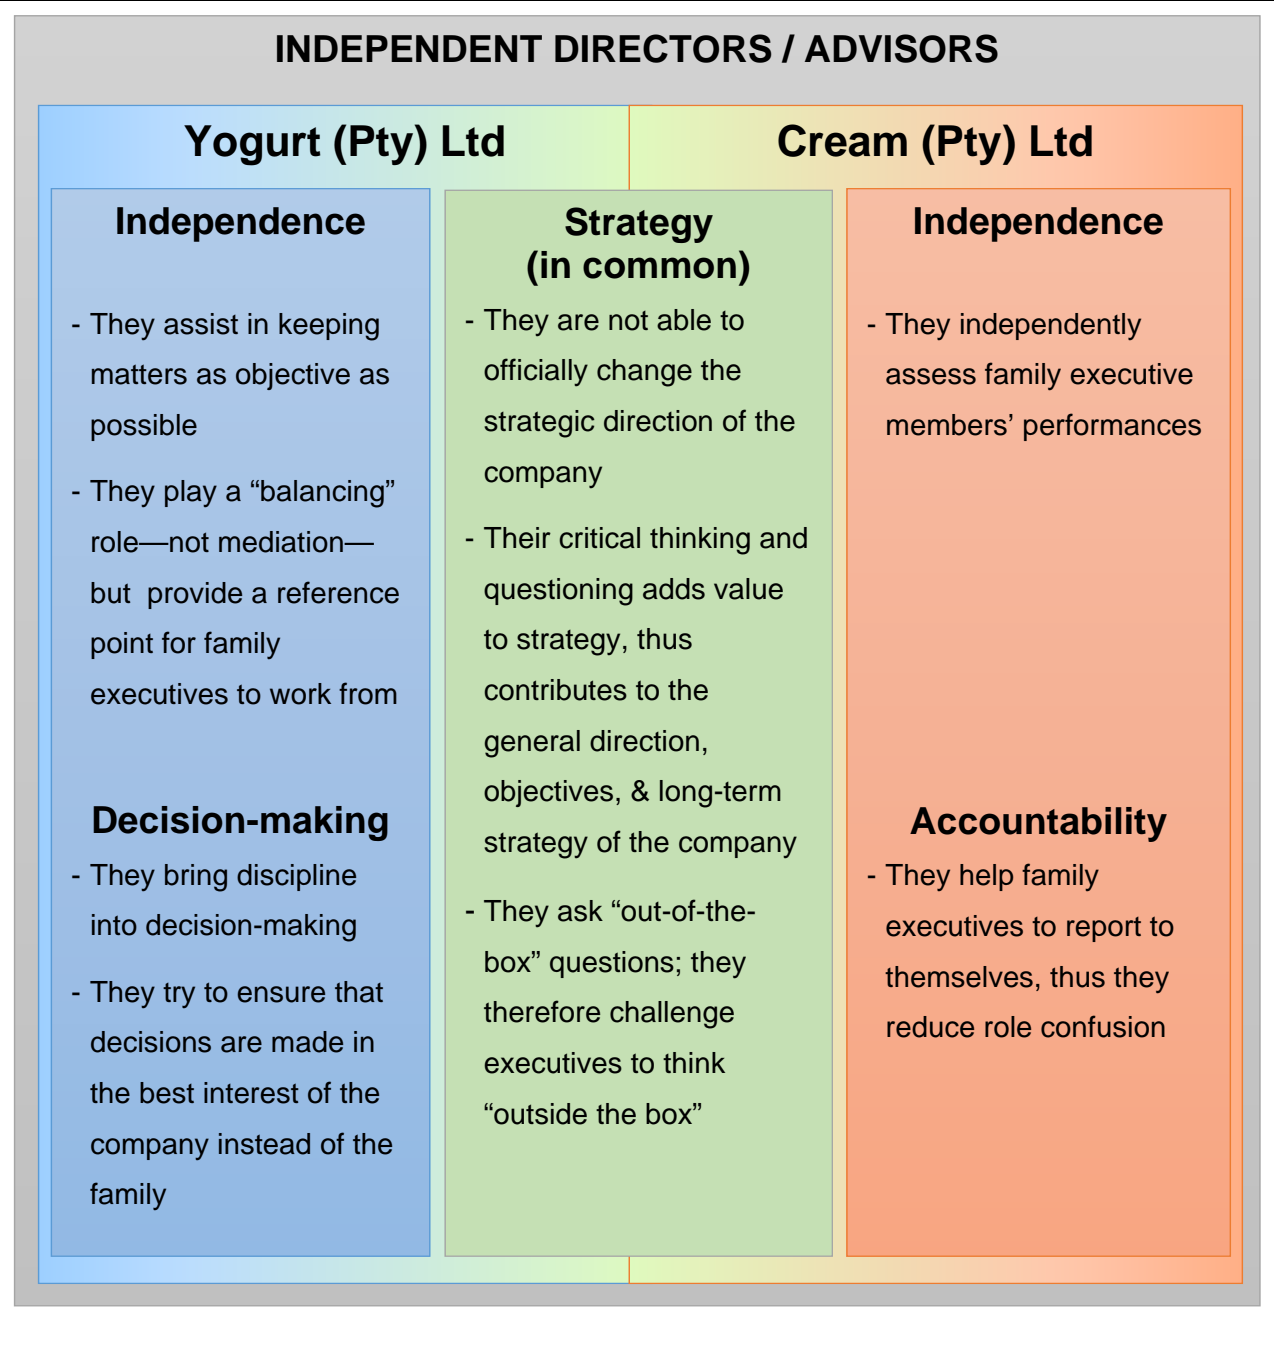 INDEPENDENT DIRECTORS / ADVISORS
Yogurt (Pty) Ltd
Cream (Pty) Ltd
Independence
- They assist in keeping
matters as objective as
possible
- They play a “balancing”
role—not mediation—
but  provide a reference
point for family
executives to work from
Decision-making
- They bring discipline
into decision-making
- They try to ensure that
decisions are made in
the best interest of the
company instead of the
family
Strategy
(in common)
- They are not able to
officially change the
strategic direction of the
company
- Their critical thinking and
questioning adds value
to strategy, thus
contributes to the
general direction,
objectives, & long-term
strategy of the company
- They ask “out-of-the-
box” questions; they
therefore challenge
executives to think
“outside the box”
Independence
- They independently
assess family executive
members’ performances
Accountability
- They help family
executives to report to
themselves, thus they
reduce role confusion